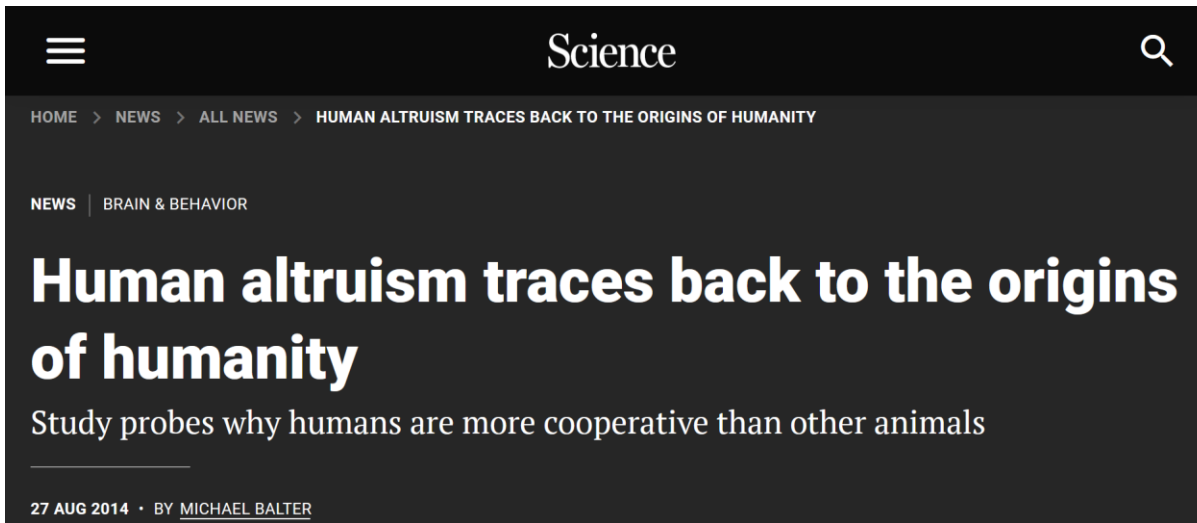 Science
HOME > NEWS > ALL NEWS > HUMAN ALTRUISM TRACES BACK TO THE ORIGINS OF HUMANITY
NEWS | BRAIN & BEHAVIOR
Human altruism traces back to the origins
of humanity
Study probes why humans are more cooperative than other animals
27 AUG 2014 • BY MICHAEL BALTER